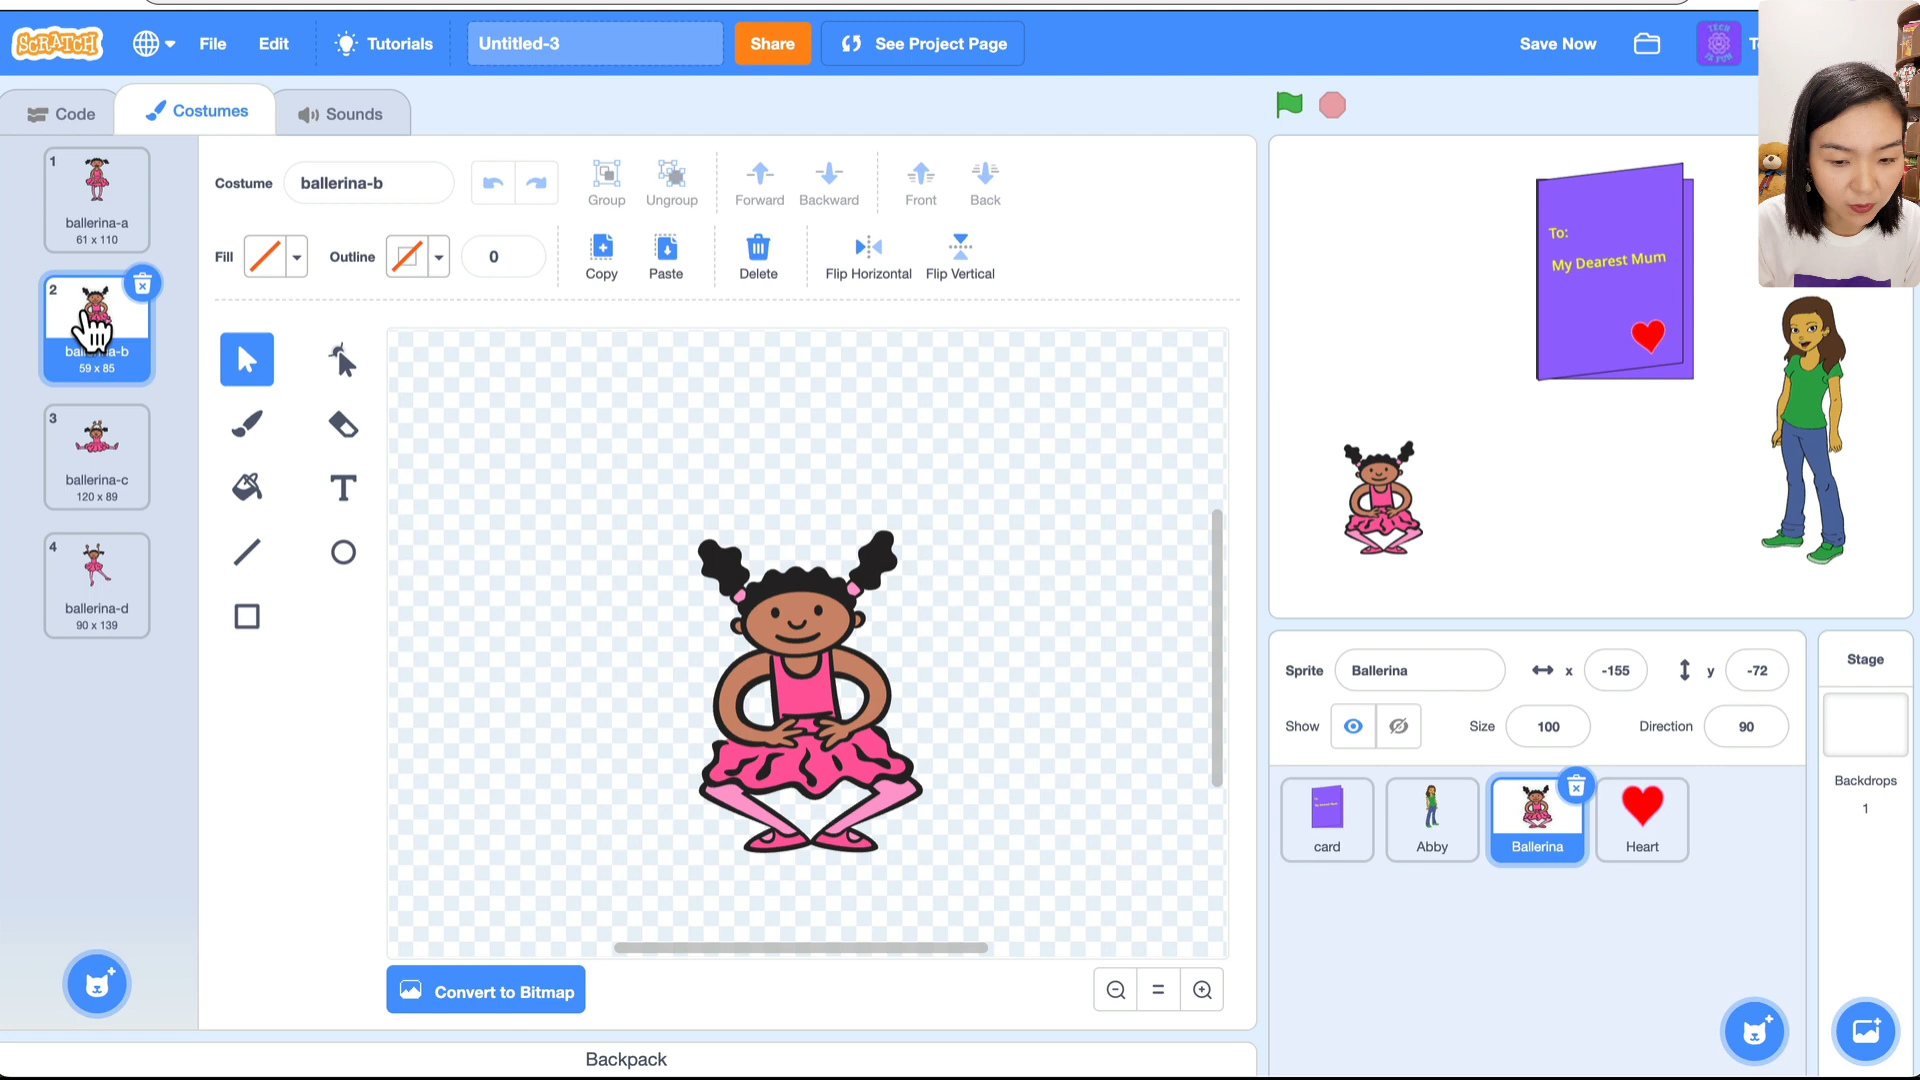 SCRATCH
File
Edit
Tutorials
Untitled-3
Share
See Project Page
Save Now
TECH IS FUN
Code
Costumes
Sounds
1
ballerina-a
61 x 110
2
59 x 85
3
ballerina-c
120 x 89
4
ballerina-d
90 x 139
Costume
ballerina-b
Group
Ungroup
Forward
Backward
Front
Back
Fill
Outline
0
Copy
Paste
Delete
Flip Horizontal
Flip Vertical
Convert to Bitmap
Backpack
To:
My Dearest Mum
Sprite
Ballerina
x
-155
y
-72
Show
Size
100
Direction
90
card
Abby
Ballerina
Heart
Stage
Backdrops
1